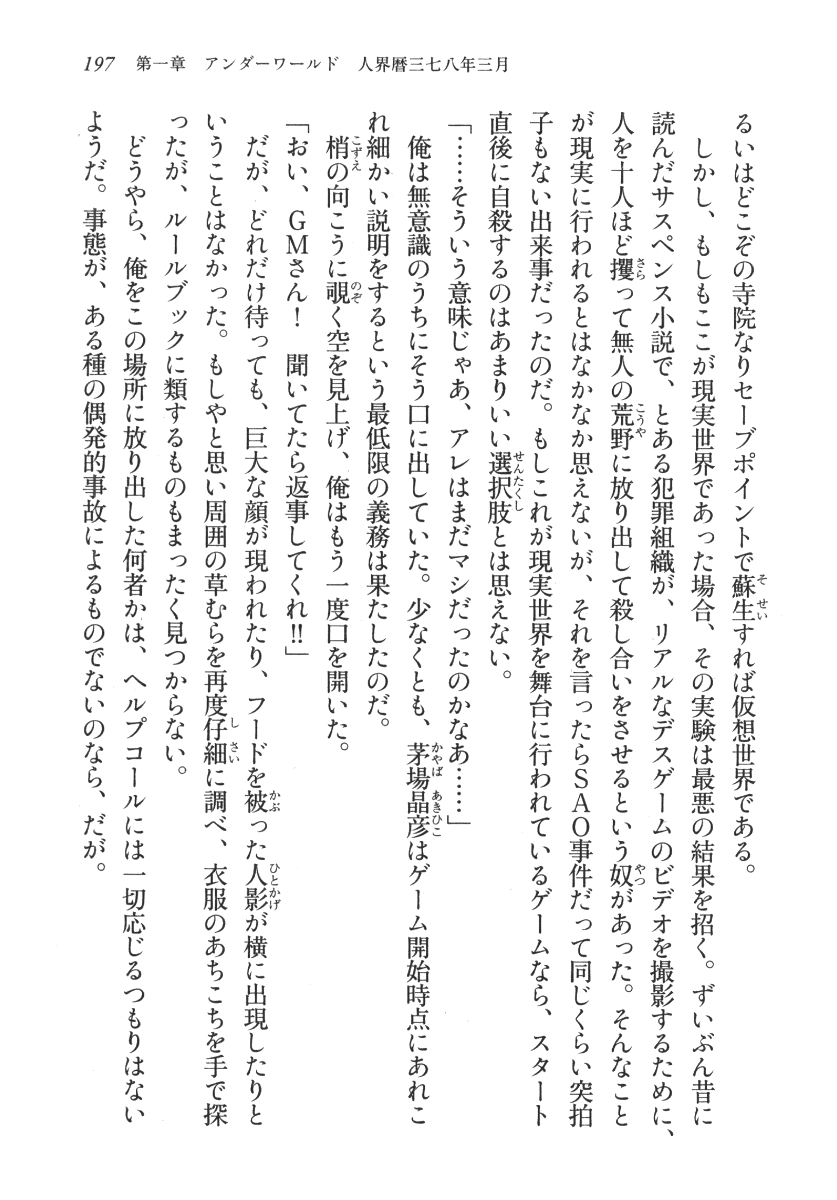 197　第一章　アンダーワールド　人界暦三七八年三月
るいはどこぞの寺院なりセーブポイントで蘇生すれば仮想世界である。
　しかし、もしもここが現実世界であった場合、その実験は最悪の結果を招く。ずいぶん昔に
読んだサスペンス小説で、とある犯罪組織が、リアルなデスゲームのビデオを撮影するために、
人を十人ほど攫って無人の荒野に放り出して殺し合いをさせるという奴があった。そんなこと
が現実に行われるとはなかなか思えないが、それを言ったらＳＡＯ事件だって同じくらい突拍
子もない出来事だったのだ。もしこれが現実世界を舞台に行われているゲームなら、スタート
直後に自殺するのはあまりいい選択肢とは思えない。
「……そういう意味じゃあ、アレはまだマシだったのかなあ……」
　俺は無意識のうちにそう口に出していた。少なくとも、茅場晶彦はゲーム開始時点にあれこ
れ細かい説明をするという最低限の義務は果たしたのだ。
　梢の向こうに覗く空を見上げ、俺はもう一度口を開いた。
「おい、ＧＭさん！　聞いてたら返事してくれ!!」
　だが、どれだけ待っても、巨大な顔が現われたり、フードを被った人影が横に出現したりと
いうことはなかった。もしやと思い周囲の草むらを再度仔細に調べ、衣服のあちこちを手で探
ったが、ルールブックに類するものもまったく見つからない。
　どうやら、俺をこの場所に放り出した何者かは、ヘルプコールには一切応じるつもりはない
ようだ。事態が、ある種の偶発的事故によるものでないのなら、だが。